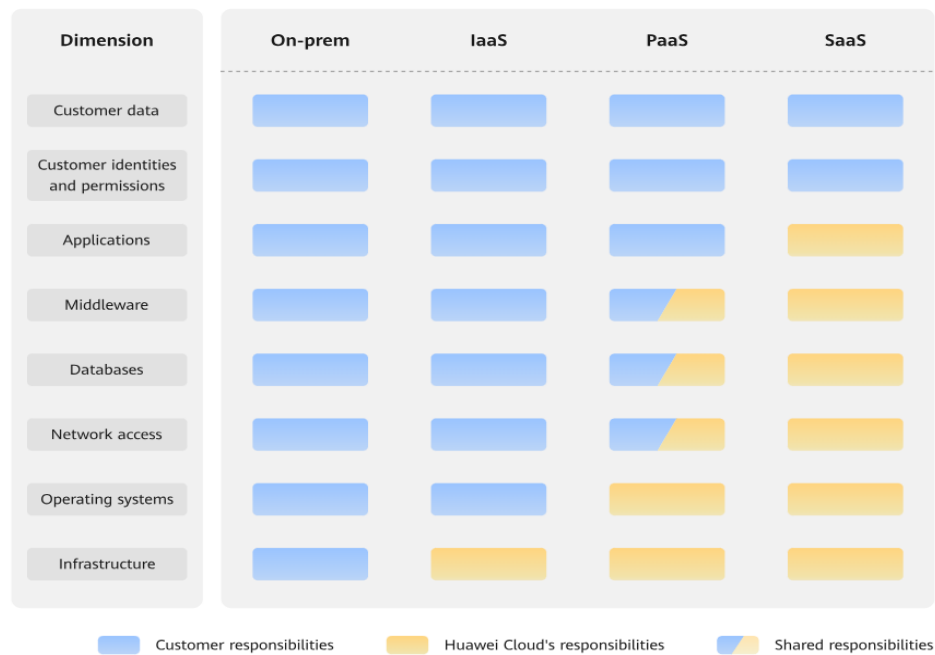 Dimension
On-prem
IaaS
PaaS
SaaS
Customer data
Customer identities
and permissions
Applications
Middleware
Databases
Network access
Operating systems
Infrastructure
Customer responsibilities
Huawei Cloud's responsibilities
Shared responsibilities